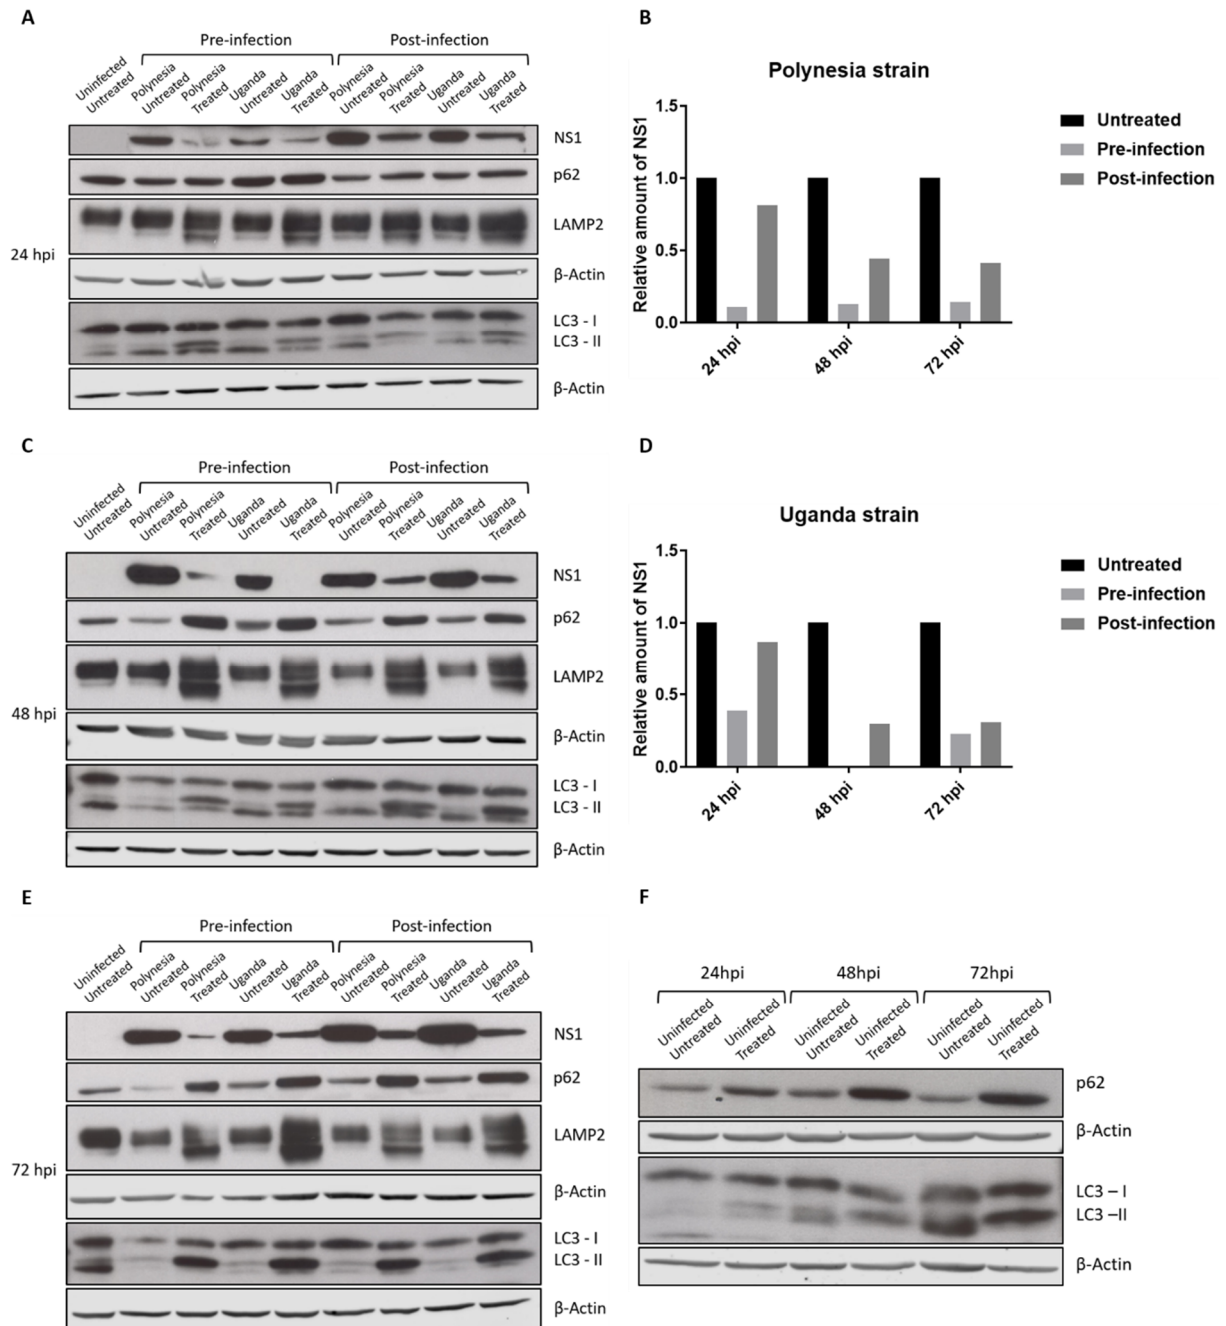 A
Pre-infection Post-infection
Uninfected Untreated
Polynesia Untreated
Polynesia Treated
Uganda Untreated
Uganda Treated
Polynesia Untreated
Polynesia Treated
Uganda Untreated
Uganda Treated
NS1
p62
LAMP2
24 hpi
β-Actin
LC3 - I
LC3 - II
β-Actin
B
Polynesia strain
Relative amount of NS1
1.5
1.0
0.5
0.0
24 hpi
48 hpi
72 hpi
Untreated
Pre-infection
Post-infection
C
Pre-infection Post-infection
Uninfected Untreated
Polynesia Untreated
Polynesia Treated
Uganda Untreated
Uganda Treated
Polynesia Untreated
Polynesia Treated
Uganda Untreated
Uganda Treated
NS1
p62
LAMP2
48 hpi
β-Actin
LC3 - I
LC3 - II
β-Actin
D
Uganda strain
Relative amount of NS1
1.5
1.0
0.5
0.0
24 hpi
48 hpi
72 hpi
Untreated
Pre-infection
Post-infection
E
Pre-infection Post-infection
Uninfected Untreated
Polynesia Untreated
Polynesia Treated
Uganda Untreated
Uganda Treated
Polynesia Untreated
Polynesia Treated
Uganda Untreated
Uganda Treated
NS1
p62
LAMP2
72 hpi
β-Actin
LC3 - I
LC3 - II
β-Actin
F
24hpi 48hpi 72hpi
Uninfected Untreated
Uninfected Treated
Uninfected Untreated
Uninfected Treated
Uninfected Untreated
Uninfected Treated
p62
β-Actin
LC3 – I
LC3 –II
β-Actin